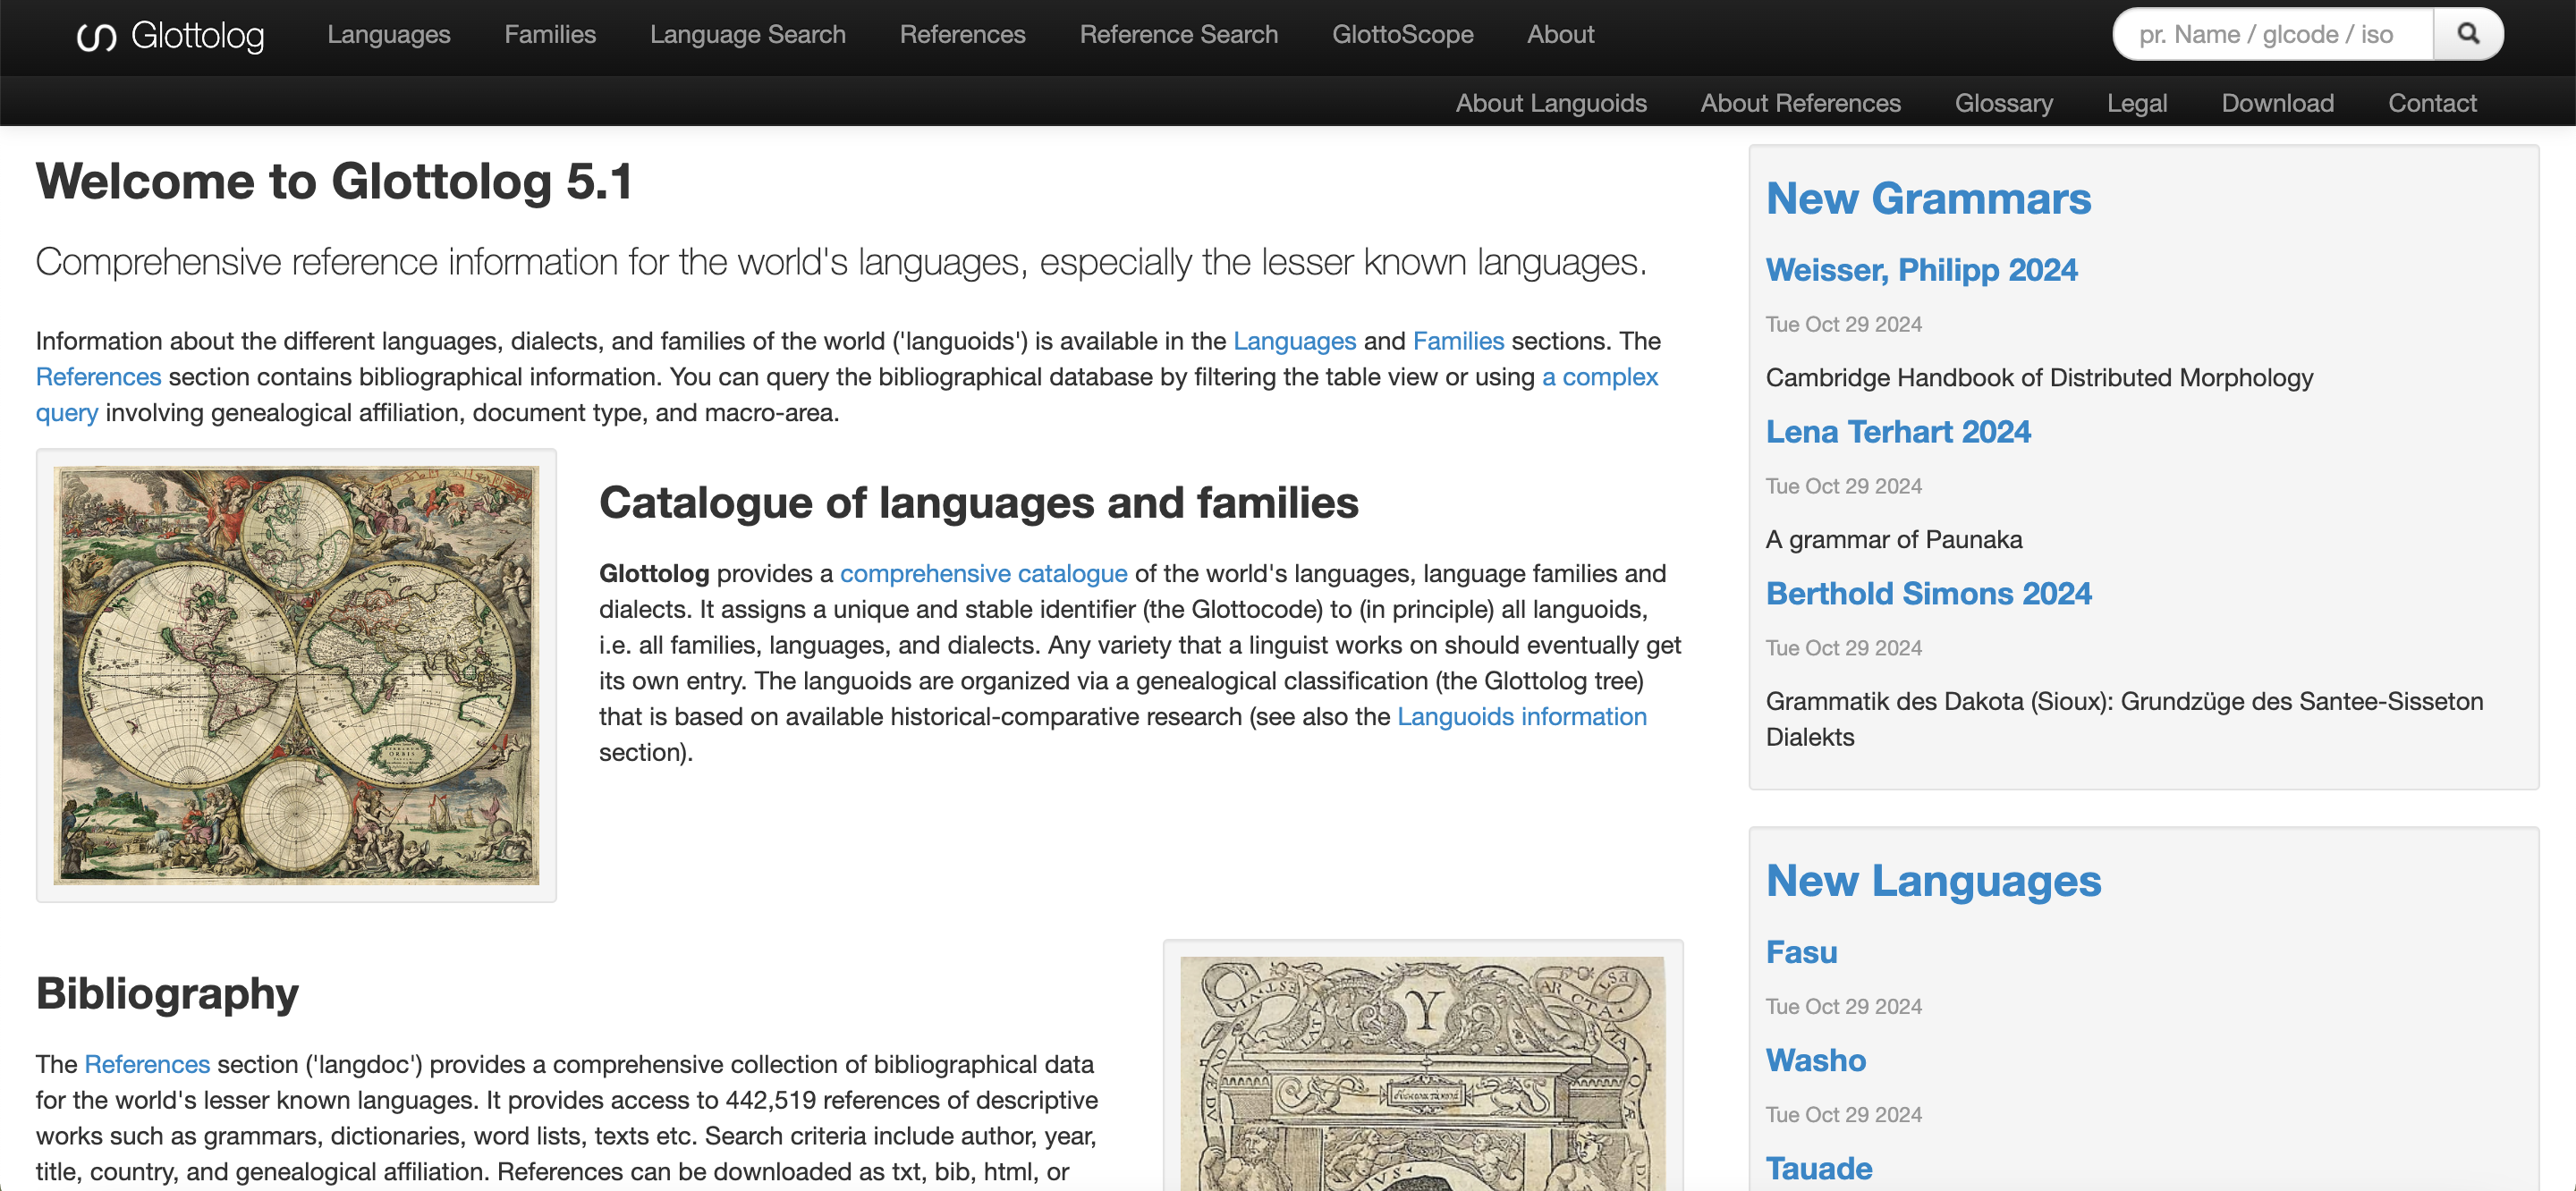 Glottolog
Languages
Families
Language Search
References
Reference Search
GlottoScope
About
pr. Name / glcode / iso
About Languoids
About References
Glossary
Legal
Download
Contact
Welcome to Glottolog 5.1
Comprehensive reference information for the world's languages, especially the lesser known languages.
Information about the different languages, dialects, and families of the world ('languoids') is available in the Languages and Families sections. The
References section contains bibliographical information. You can query the bibliographical database by filtering the table view or using a complex
query involving genealogical affiliation, document type, and macro-area.
Catalogue of languages and families
Glottolog provides a comprehensive catalogue of the world's languages, language families and
dialects. It assigns a unique and stable identifier (the Glottocode) to (in principle) all languoids,
i.e. all families, languages, and dialects. Any variety that a linguist works on should eventually get
its own entry. The languoids are organized via a genealogical classification (the Glottolog tree)
that is based on available historical-comparative research (see also the Languoids information
section).
Bibliography
The References section ('langdoc') provides a comprehensive collection of bibliographical data
for the world's lesser known languages. It provides access to 442,519 references of descriptive
works such as grammars, dictionaries, word lists, texts etc. Search criteria include author, year,
title, country, and genealogical affiliation. References can be downloaded as txt, bib, html, or
Y
New Grammars
Weisser, Philipp 2024
Tue Oct 29 2024
Cambridge Handbook of Distributed Morphology
Lena Terhart 2024
Tue Oct 29 2024
A grammar of Paunaka
Berthold Simons 2024
Tue Oct 29 2024
Grammatik des Dakota (Sioux): Grundzüge des Santee-Sisseton
Dialekts
New Languages
Fasu
Tue Oct 29 2024
Washo
Tue Oct 29 2024
Tauade